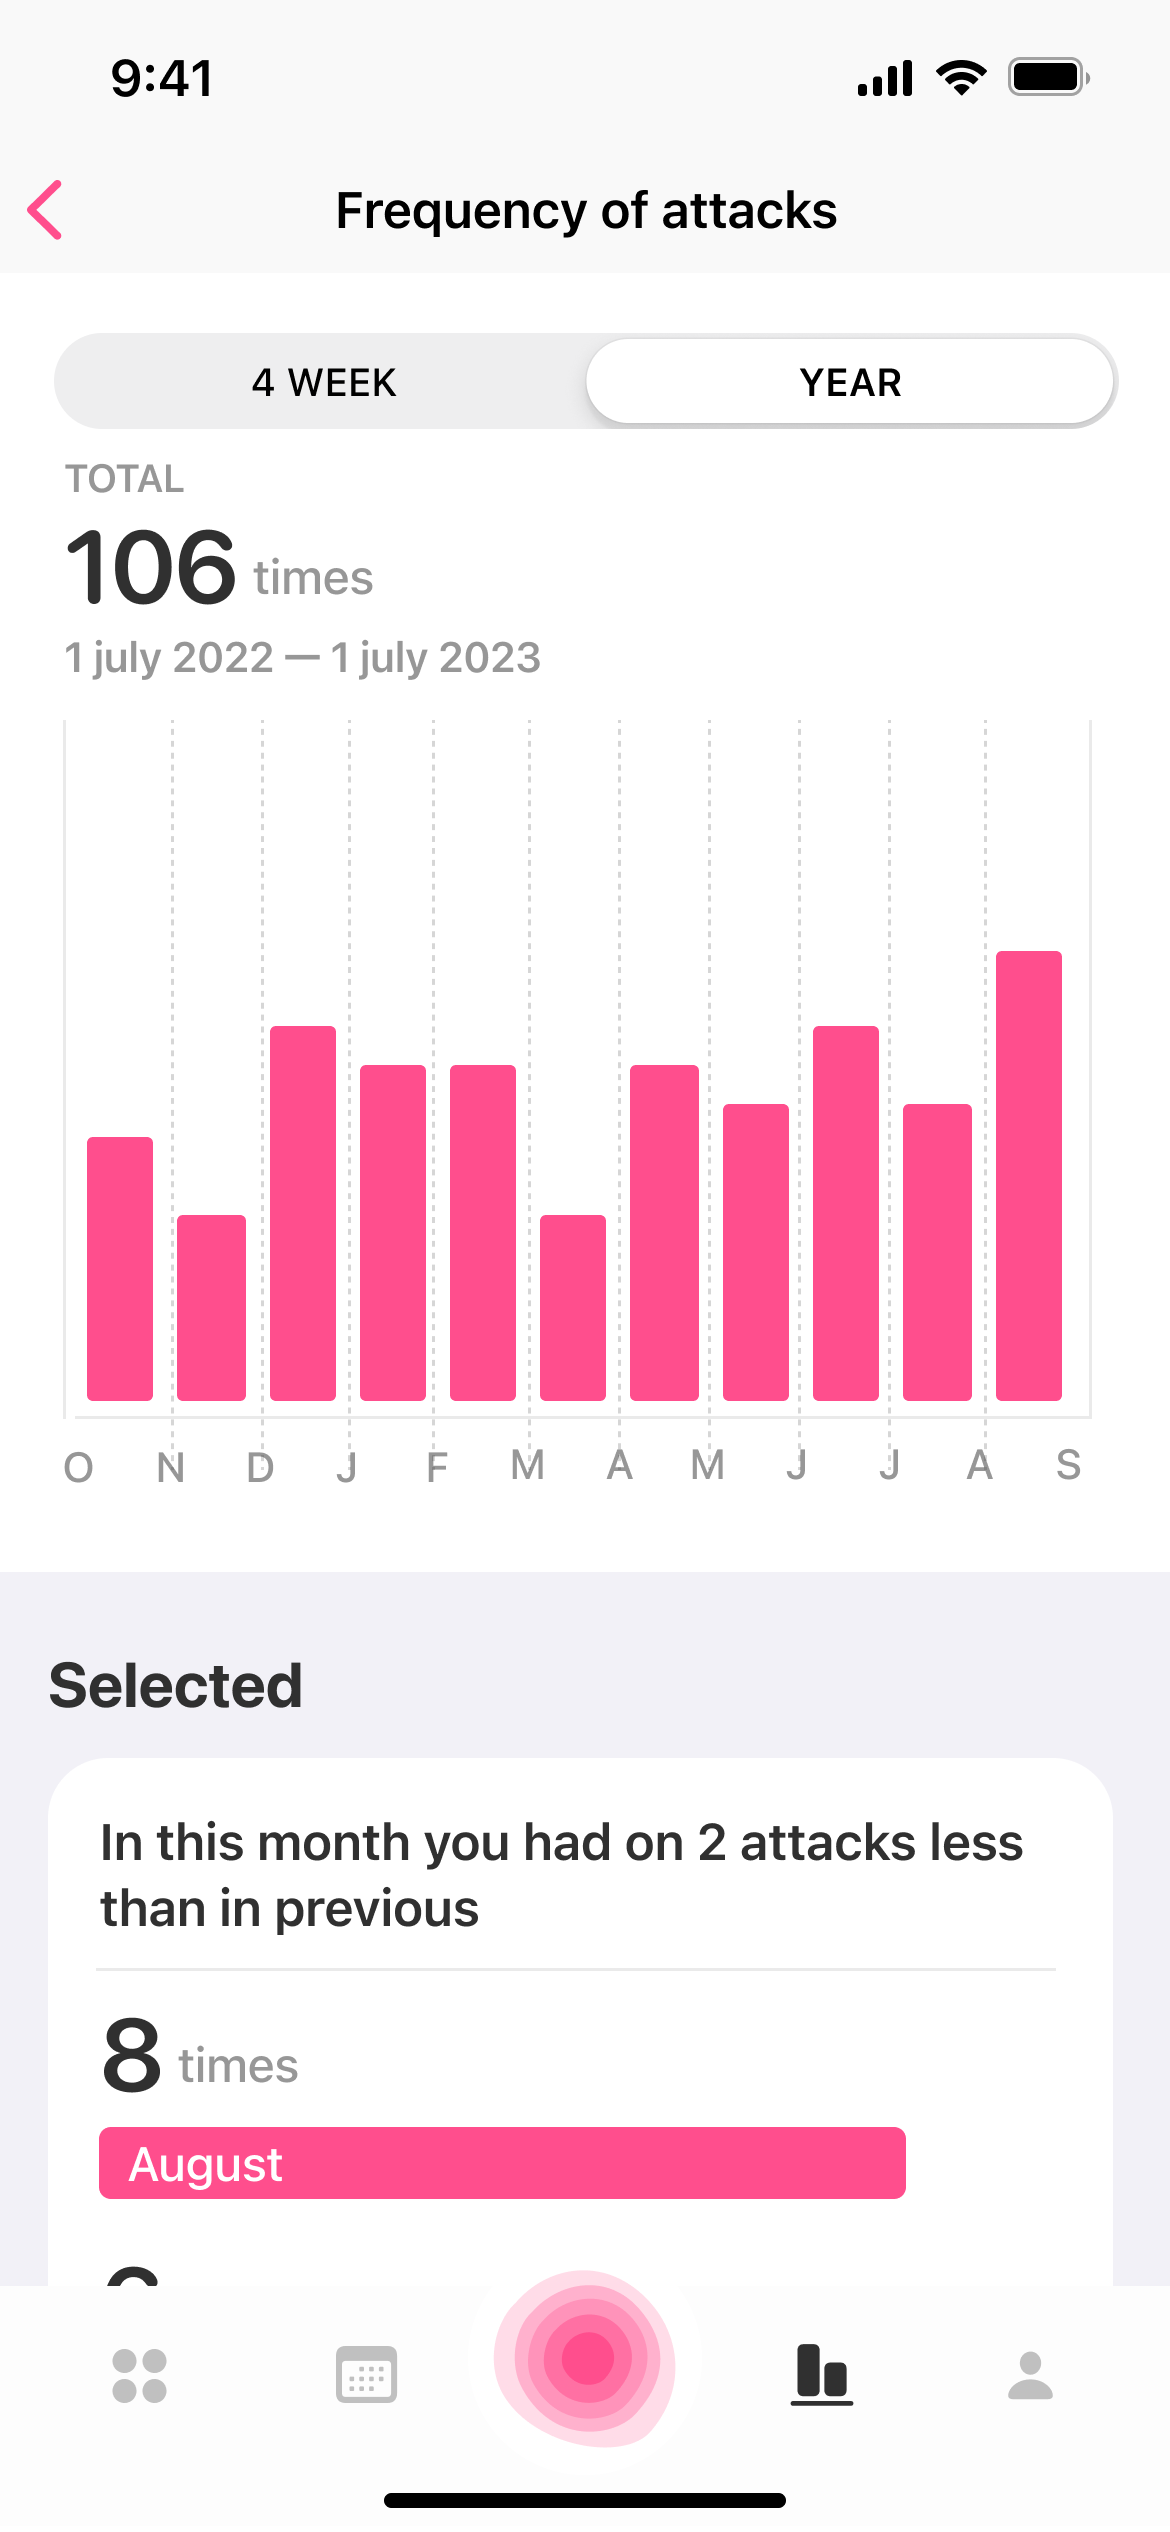 9:41
Frequency of attacks
4 WEEK YEAR
TOTAL
106 times
1 july 2022 — 1 july 2023
O N D J F M A M J J A S
Selected
In this month you had on 2 attacks less
than in previous
8 times
August